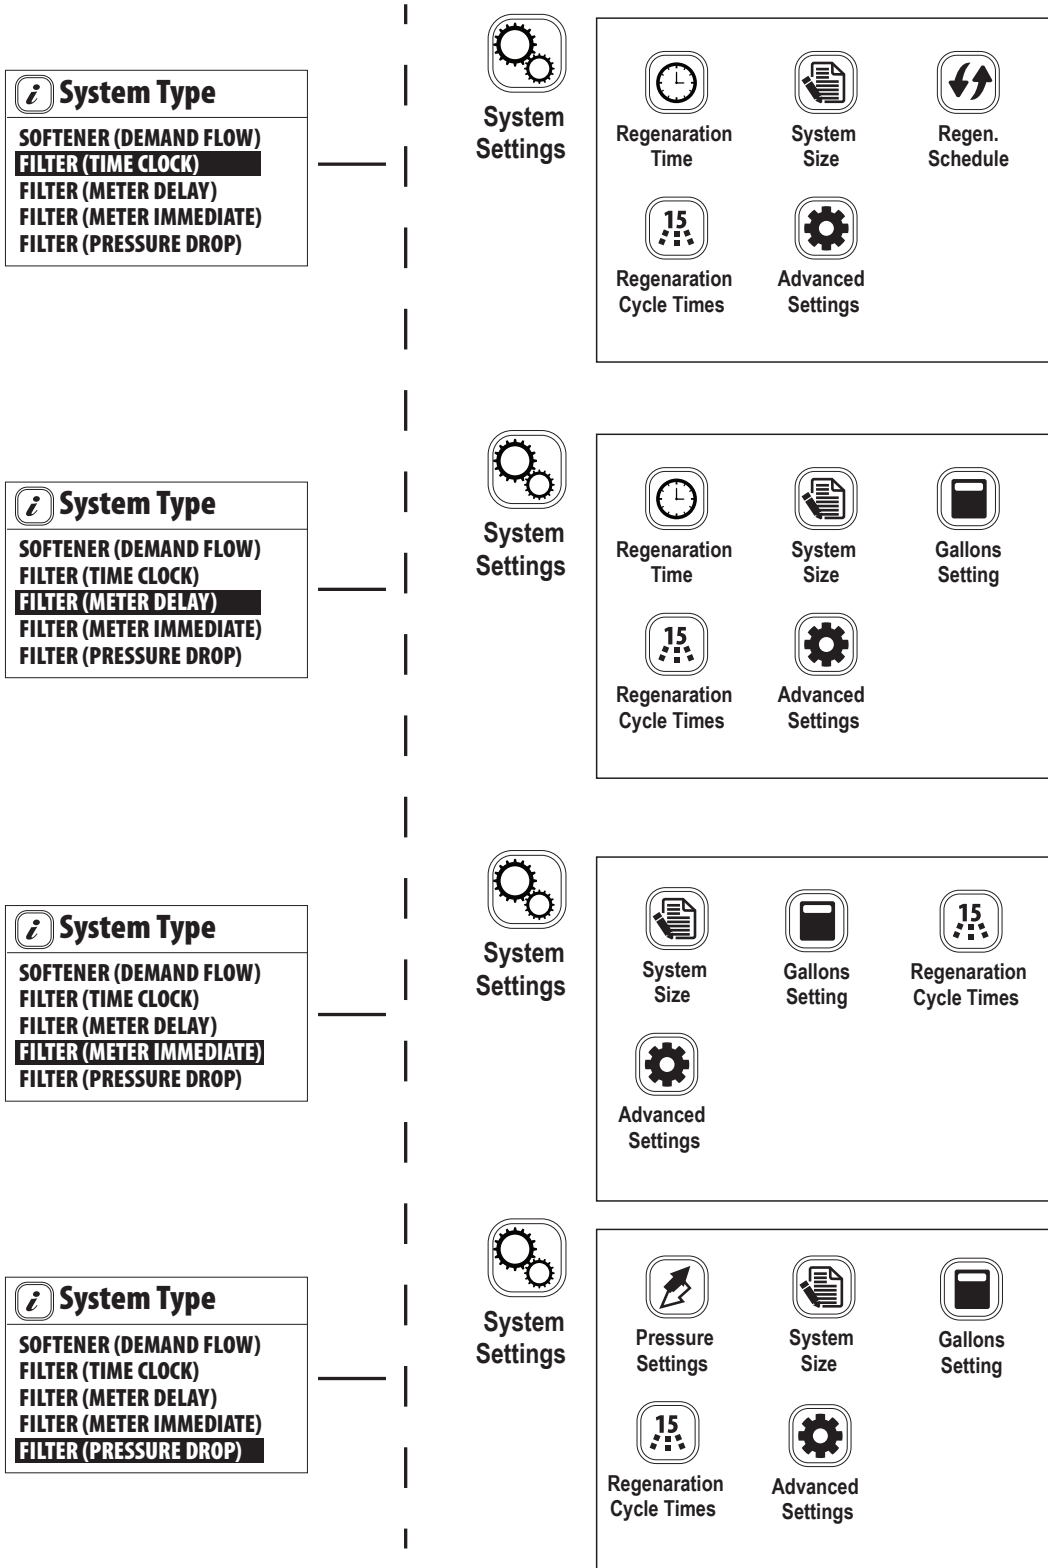 i System Type
SOFTENER (DEMAND FLOW)
FILTER (TIME CLOCK)
FILTER (METER DELAY)
FILTER (METER IMMEDIATE)
FILTER (PRESSURE DROP)
System
Settings
Regenaration
Time
System
Size
Regen.
Schedule
15
Regenaration
Cycle Times
Advanced
Settings
i System Type
SOFTENER (DEMAND FLOW)
FILTER (TIME CLOCK)
FILTER (METER DELAY)
FILTER (METER IMMEDIATE)
FILTER (PRESSURE DROP)
System
Settings
Regenaration
Time
System
Size
Gallons
Setting
15
Regenaration
Cycle Times
Advanced
Settings
i System Type
SOFTENER (DEMAND FLOW)
FILTER (TIME CLOCK)
FILTER (METER DELAY)
FILTER (METER IMMEDIATE)
FILTER (PRESSURE DROP)
System
Settings
System
Size
Gallons
Setting
15
Regenaration
Cycle Times
Advanced
Settings
i System Type
SOFTENER (DEMAND FLOW)
FILTER (TIME CLOCK)
FILTER (METER DELAY)
FILTER (METER IMMEDIATE)
FILTER (PRESSURE DROP)
System
Settings
Pressure
Settings
System
Size
Gallons
Setting
15
Regenaration
Cycle Times
Advanced
Settings